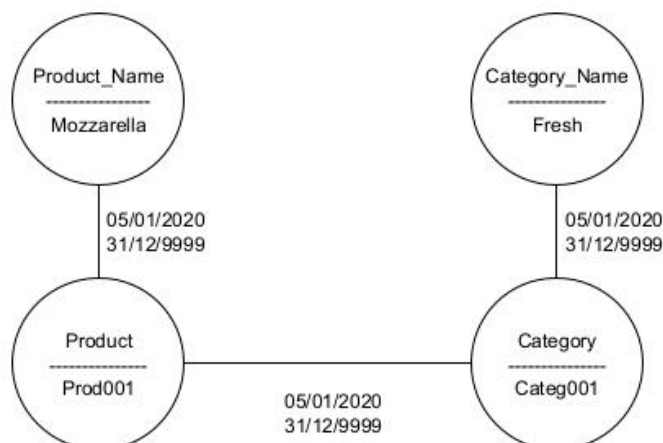 Product_Name
----------------
Mozzarella
Category_Name
----------------
Fresh
05/01/2020
31/12/9999
05/01/2020
31/12/9999
Product
----------------
Prod001
Category
----------------
Categ001
05/01/2020
31/12/9999